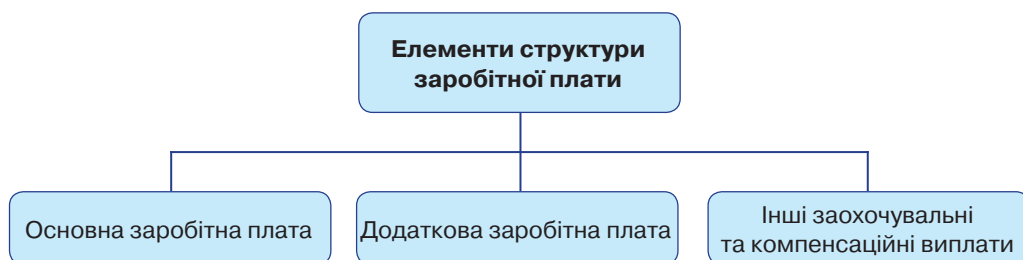 Елементи структури
заробітної плати
Основна заробітна плата
Додаткова заробітна плата
Інші заохочувальні
та компенсаційні виплати